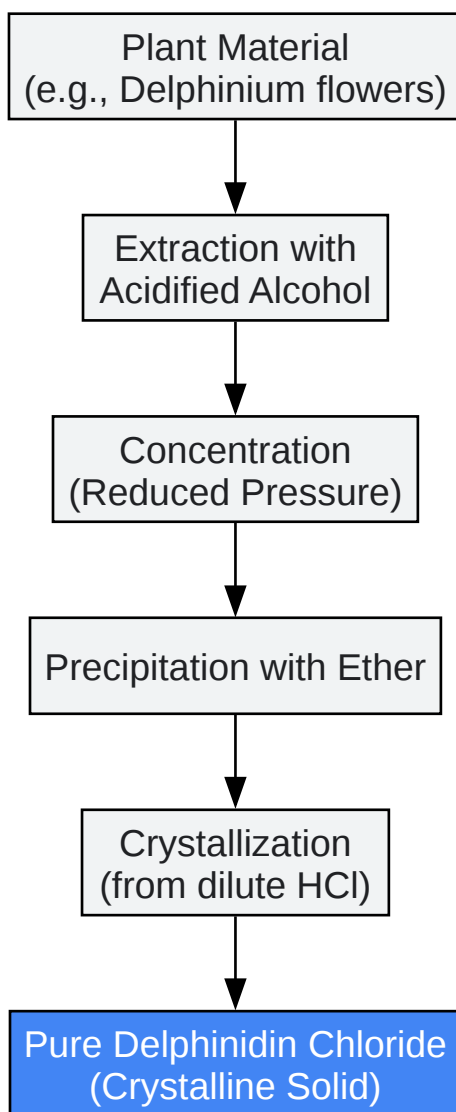 Plant Material
(e.g., Delphinium flowers)
Extraction with
Acidified Alcohol
Concentration
(Reduced Pressure)
Precipitation with Ether
Crystallization
(from dilute HCl)
Pure Delphinidin Chloride
(Crystalline Solid)